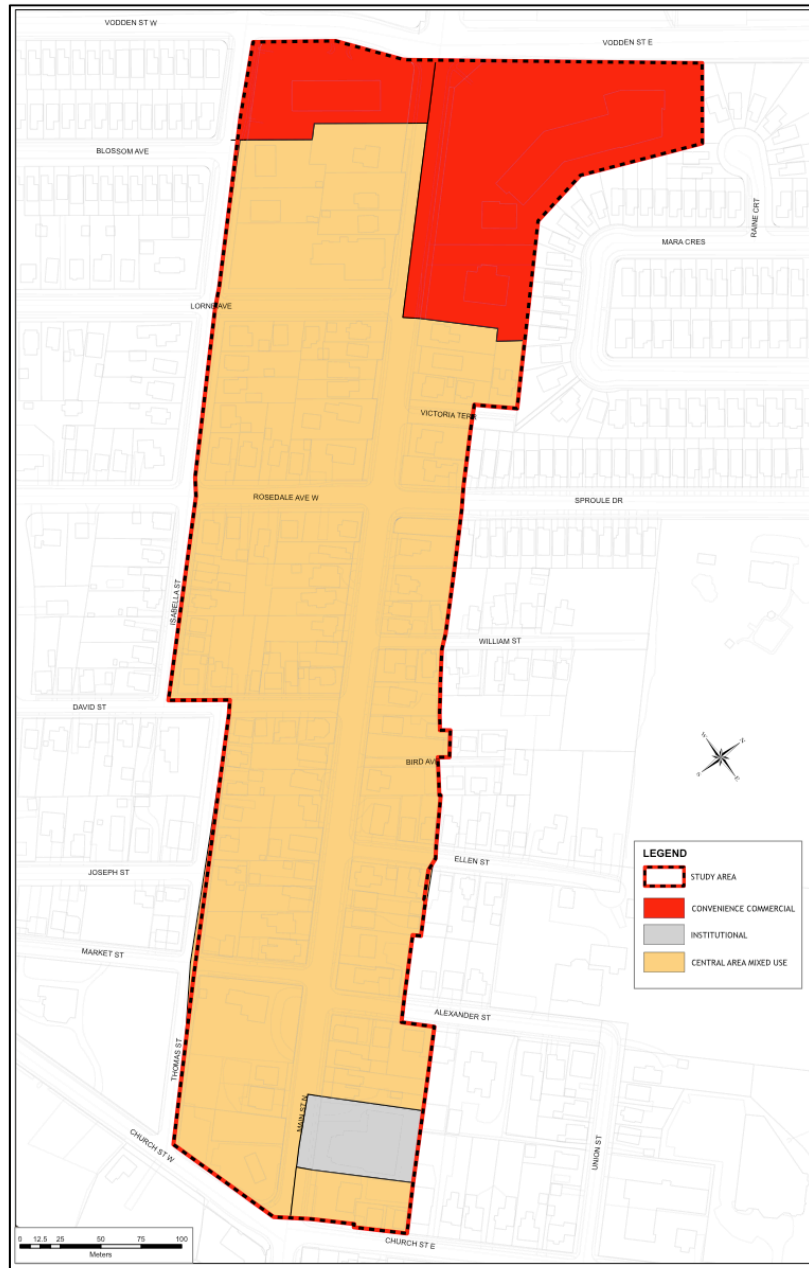 VODDEN ST W
VODDEN ST E
BLOSSOM AVE
RAINE CRT
MARA CRES
LORNE AVE
VICTORIA TERR
ROSEDALE AVE W
SPROULE DR
ISABELLA ST
WILLIAM ST
DAVID ST
W N
S E
BIRD AVE
LEGEND
STUDY AREA
CONVENIENCE COMMERCIAL
INSTITUTIONAL
CENTRAL AREA MIXED USE
ELLEN ST
JOSEPH ST
MARKET ST
ALEXANDER ST
THOMAS ST
MAIN ST N
CHURCH ST W
UNION ST
CHURCH ST E
0 12.5 25 50 75 100
Meters